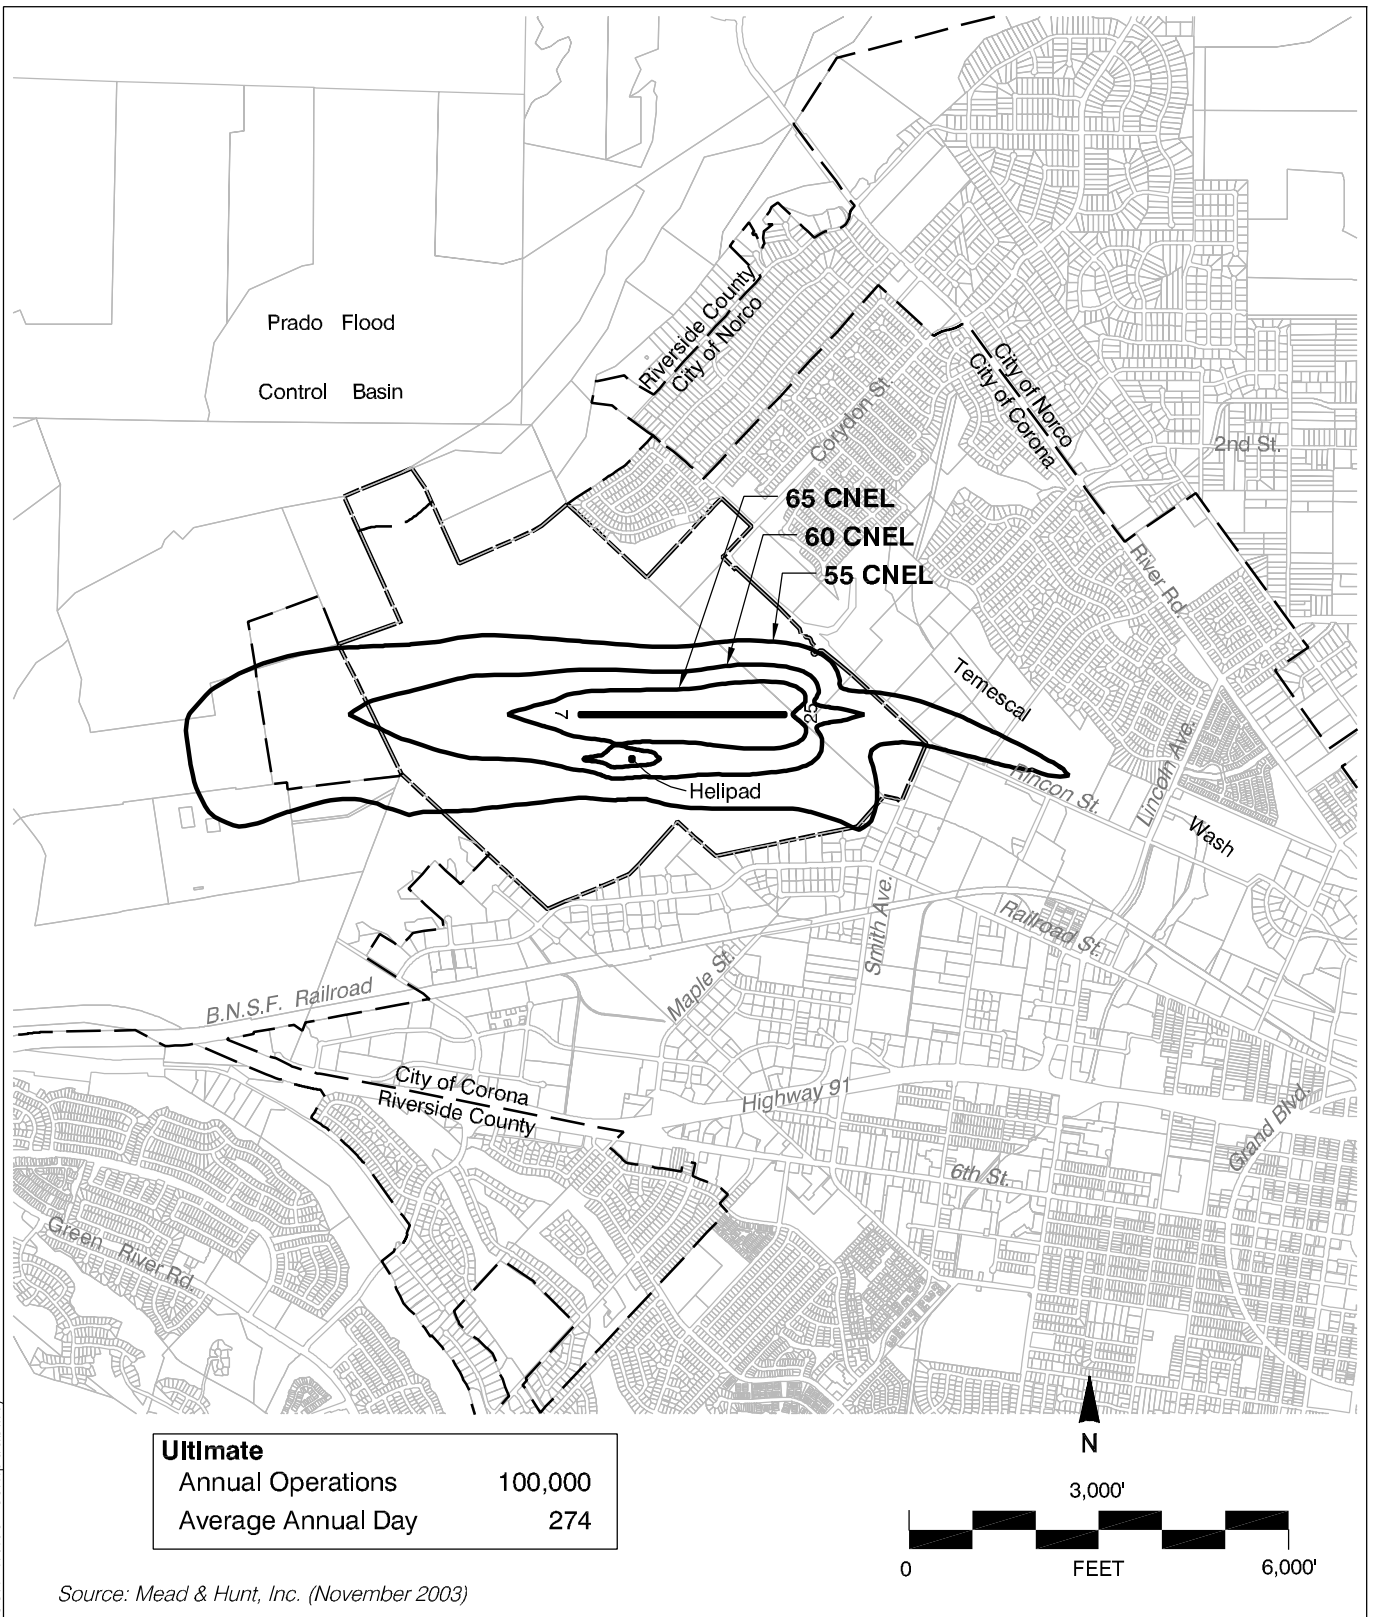 Prado Flood
Control Basin
Riverside County
City of Norco
City of Norco
City of Corona
Corydon St.
2nd St.
65 CNEL
60 CNEL
55 CNEL
River Rd.
Temescal
7
25
Helipad
Rincon St.
Lincoln Ave.
Wash
Smith Ave.
Railroad St.
Maple St.
B.N.S.F. Railroad
City of Corona
Riverside County
Highway 91
Grand Blvd.
6th St.
Green River Rd.
N
UltImate
Annual Operations 100,000
Average Annual Day 274
3,000'
0 FEET 6,000'
Source: Mead & Hunt, Inc. (November 2003)